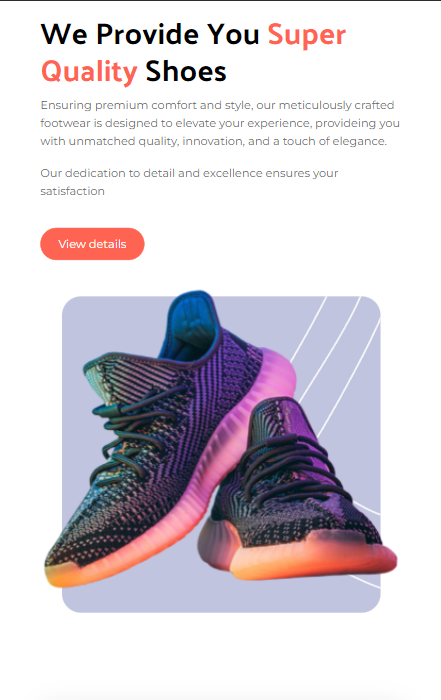 We Provide You Super
Quality Shoes
Ensuring premium comfort and style, our meticulously crafted
footwear is designed to elevate your experience, provideing you
with unmatched quality, innovation, and a touch of elegance.
Our dedication to detail and excellence ensures your
satisfaction
View details